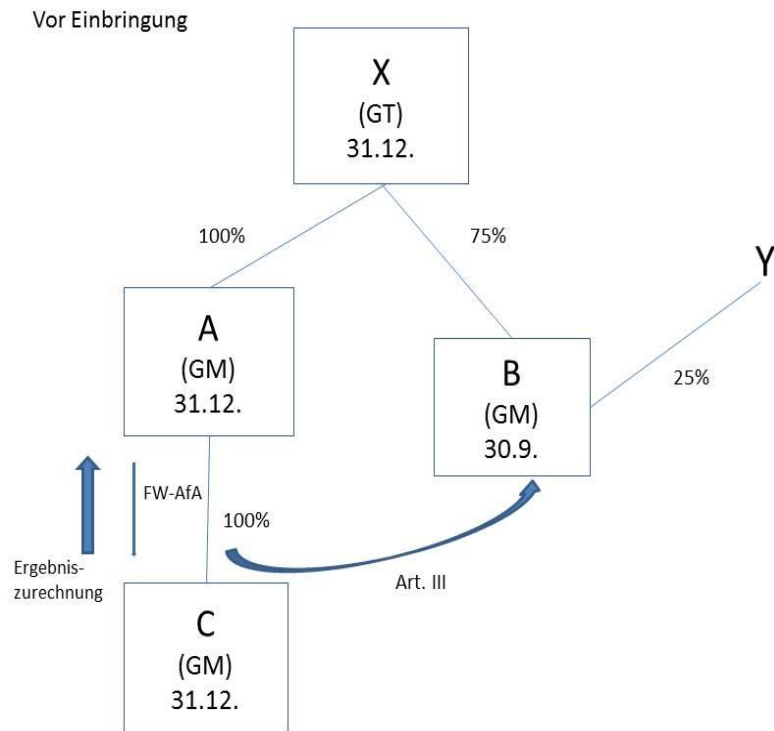 Vor Einbringung
X
(GT)
31.12.
100%
75%
Y
A
(GM)
31.12.
B
(GM)
30.9.
25%
FW-AfA
100%
Ergebnis-
zurechnung
Art. III
C
(GM)
31.12.